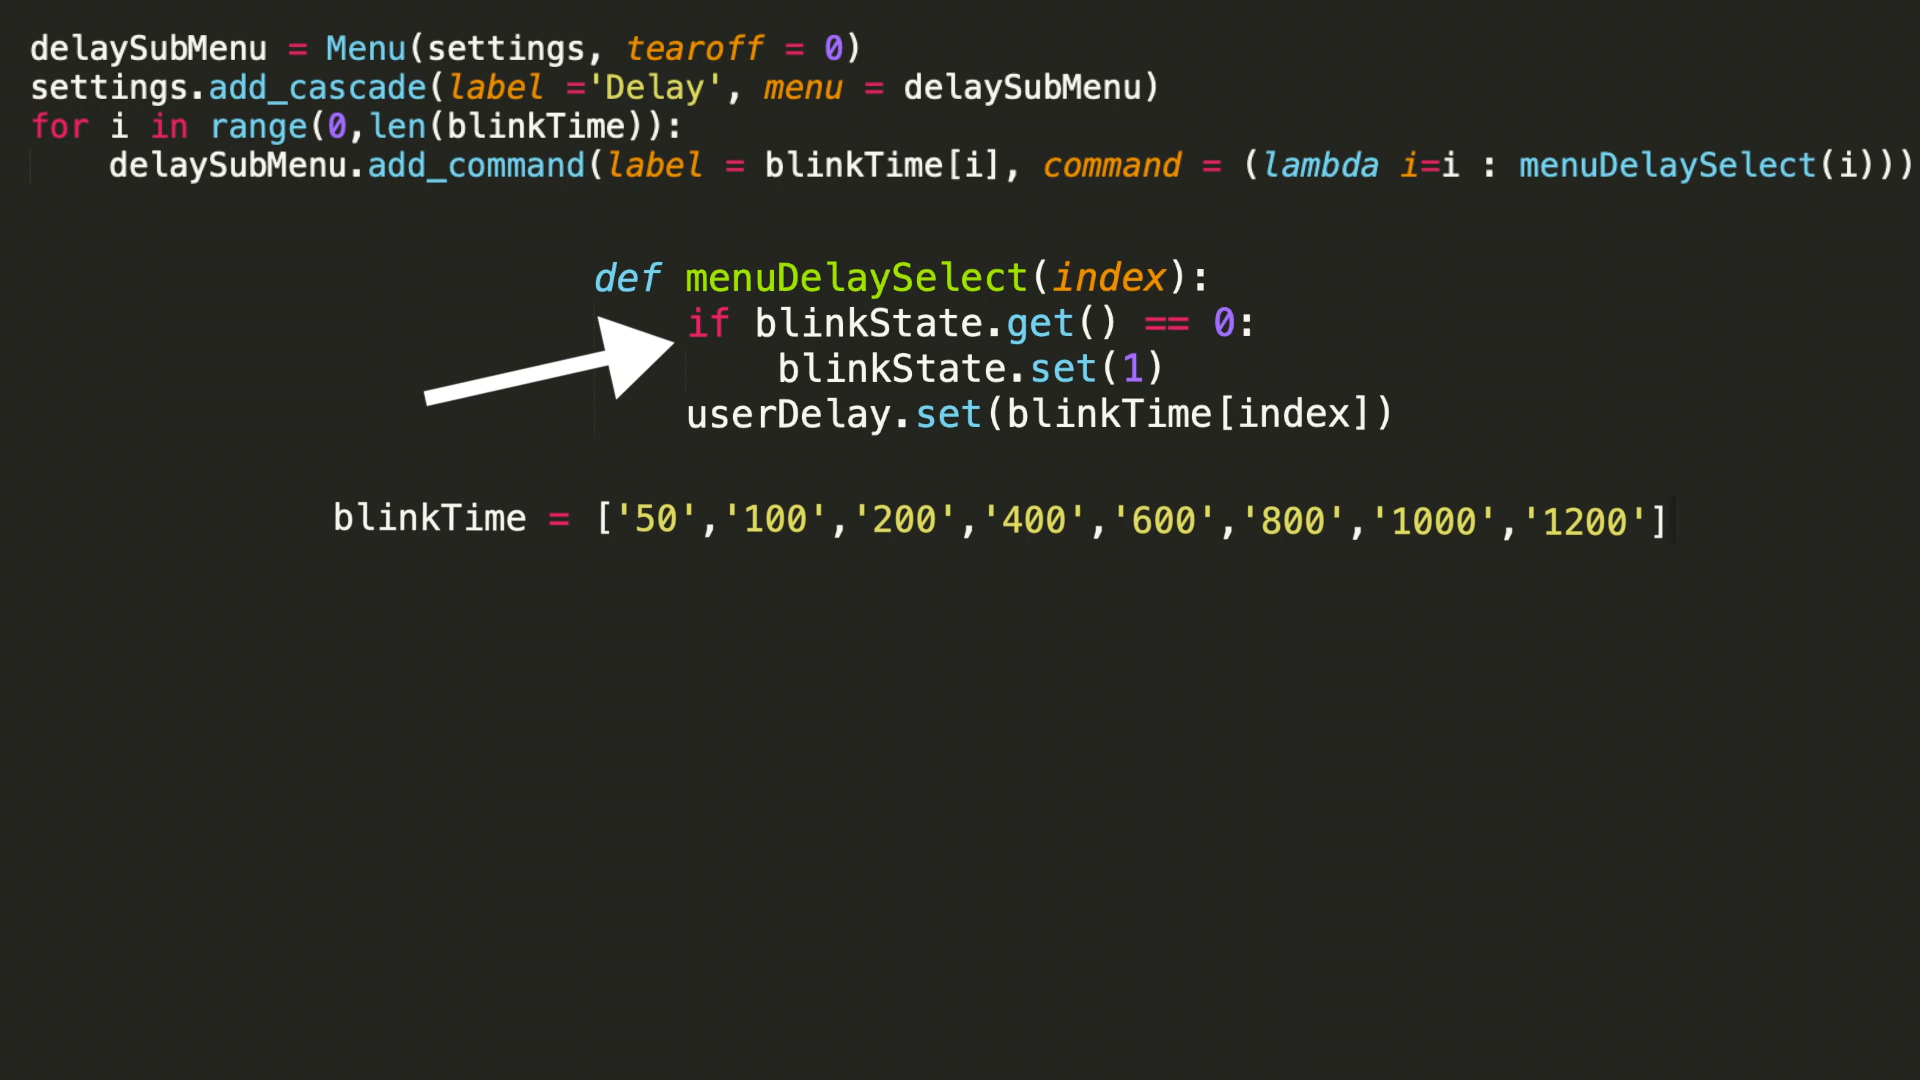 delaySubMenu = Menu(settings, tearoff = 0)
settings.add_cascade(label ='Delay', menu = delaySubMenu)
for i in range(0,len(blinkTime)):
    delaySubMenu.add_command(label = blinkTime[i], command = (lambda i=i : menuDelaySelect(i)))
def menuDelaySelect(index):
    if blinkState.get() == 0:
        blinkState.set(1)
    userDelay.set(blinkTime[index])
blinkTime = ['50','100','200','400','600','800','1000','1200']